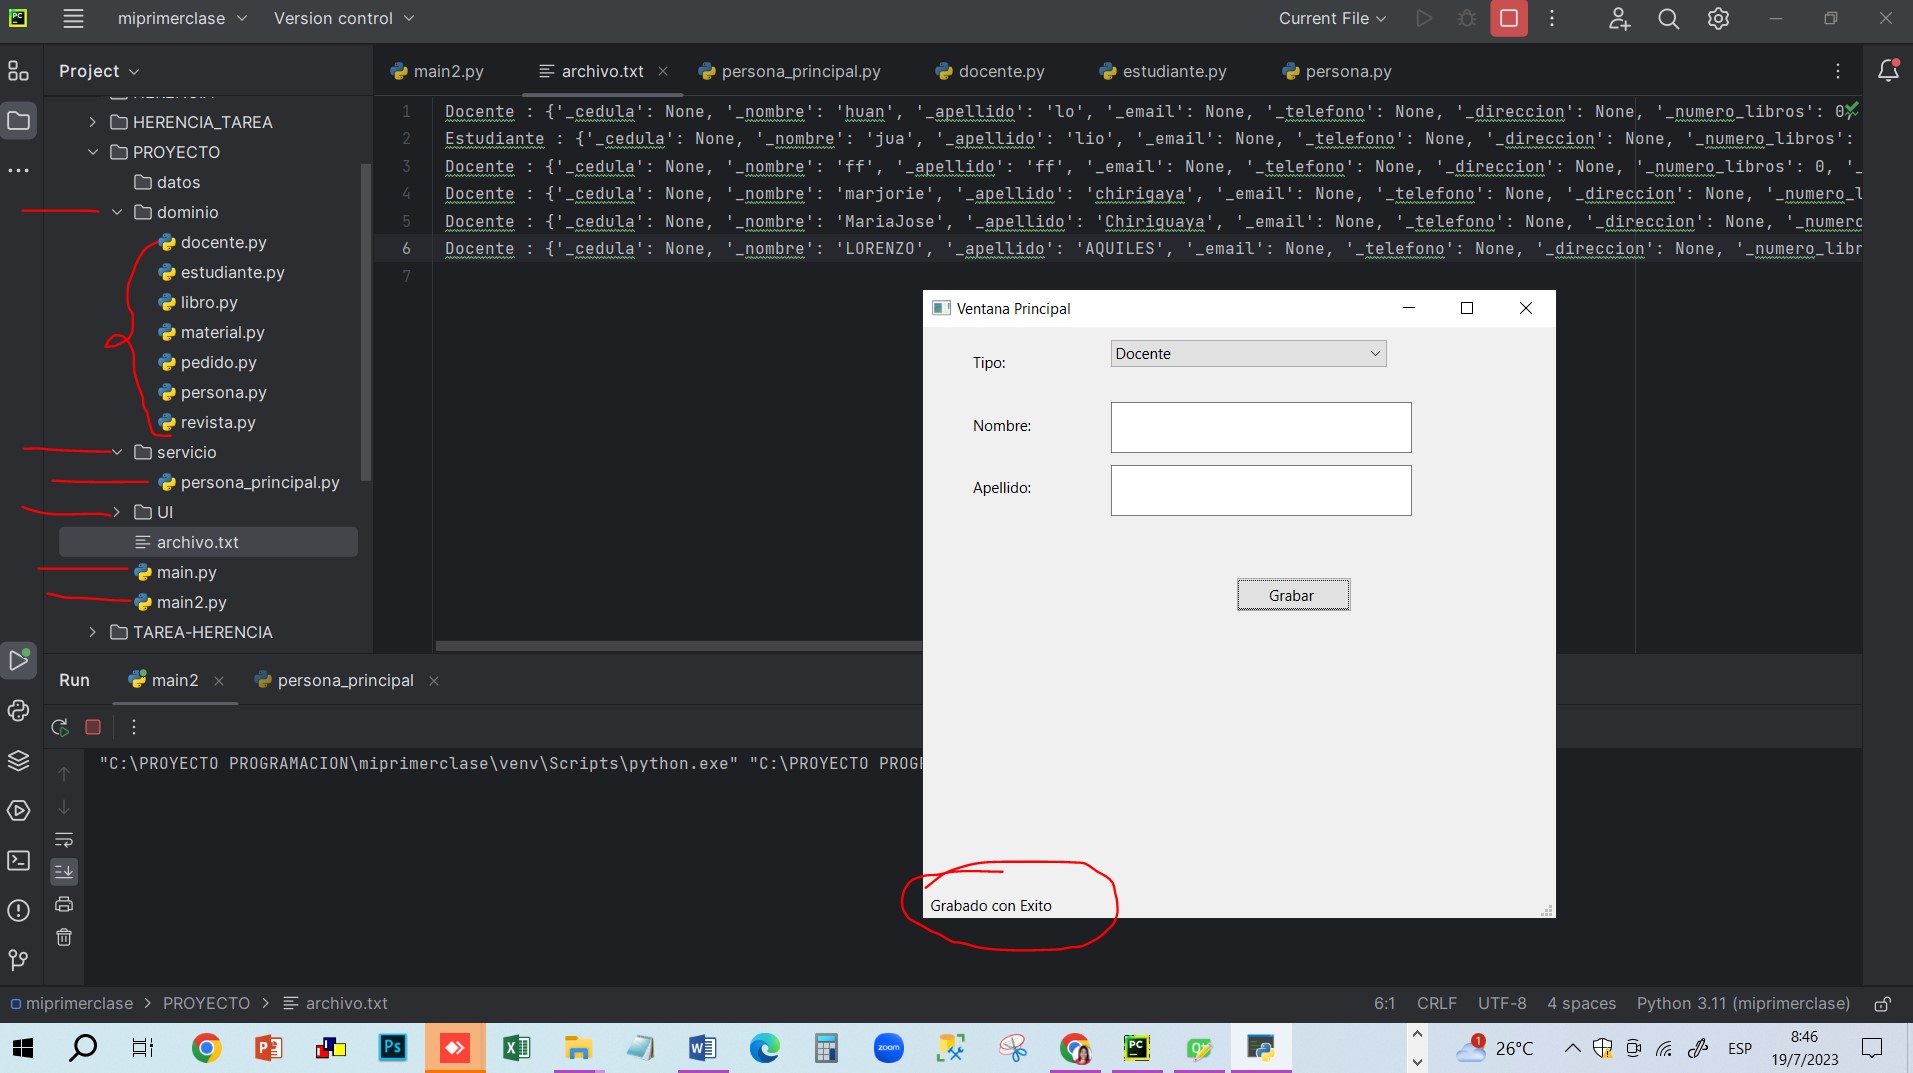 miprimerclase
Version control
Current File
Project
main2.py
archivo.txt
persona_principal.py
docente.py
estudiante.py
persona.py
HERENCIA_TAREA
PROYECTO
datos
dominio
docente.py
estudiante.py
libro.py
material.py
pedido.py
persona.py
revista.py
servicio
persona_principal.py
UI
archivo.txt
main.py
main2.py
TAREA-HERENCIA
1 Docente : {'_cedula': None, '_nombre': 'huan', '_apellido': 'lo', '_email': None, '_telefono': None, '_direccion': None, '_numero_libros': 0,
2 Estudiante : {'_cedula': None, '_nombre': 'jua', '_apellido': 'lio', '_email': None, '_telefono': None, '_direccion': None, '_numero_libros':
3 Docente : {'_cedula': None, '_nombre': 'ff', '_apellido': 'ff', '_email': None, '_telefono': None, '_direccion': None, '_numero_libros': 0, '_
4 Docente : {'_cedula': None, '_nombre': 'marjorie', '_apellido': 'chirigaya', '_email': None, '_telefono': None, '_direccion': None, '_numero_l
5 Docente : {'_cedula': None, '_nombre': 'MariaJose', '_apellido': 'Chiriguaya', '_email': None, '_telefono': None, '_direccion': None, '_numero
6 Docente : {'_cedula': None, '_nombre': 'LORENZO', '_apellido': 'AQUILES', '_email': None, '_telefono': None, '_direccion': None, '_numero_libr
7
Ventana Principal
Tipo:
Docente
Nombre:
Apellido:
Grabar
Grabado con Exito
Run
main2
persona_principal
"C:\PROYECTO PROGRAMACION\miprimerclase\venv\Scripts\python.exe" "C:\PROYECTO PROG
miprimerclase > PROYECTO > archivo.txt
6:1 CRLF UTF-8 4 spaces Python 3.11 (miprimerclase)
zoom
1
26°C
ESP
8:46
19/7/2023